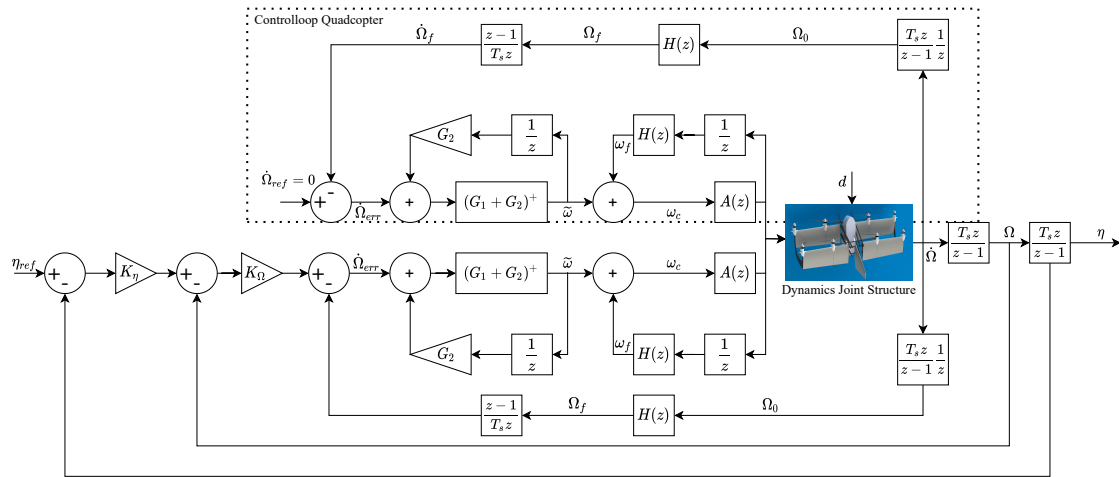 Controlloop Quadcopter
Ω̇_f
z − 1 / T_s z
Ω_f
H(z)
Ω_0
T_s z / z − 1 1/z
G_2
1/z
ω_f
H(z)
1/z
Ω̇_ref = 0
+ -
Ω̇_err
+
(G_1 + G_2)^+
ω̃
+
ω_c
A(z)
d
η_ref
+ -
K_η
+ -
K_Ω
+ -
Ω̇_err
+
(G_1 + G_2)^+
ω̃
+
ω_c
A(z)
Dynamics Joint Structure
Ω̇
T_s z / z − 1
Ω
T_s z / z − 1
η
G_2
1/z
ω_f
H(z)
1/z
T_s z / z − 1 1/z
z − 1 / T_s z
Ω_f
H(z)
Ω_0